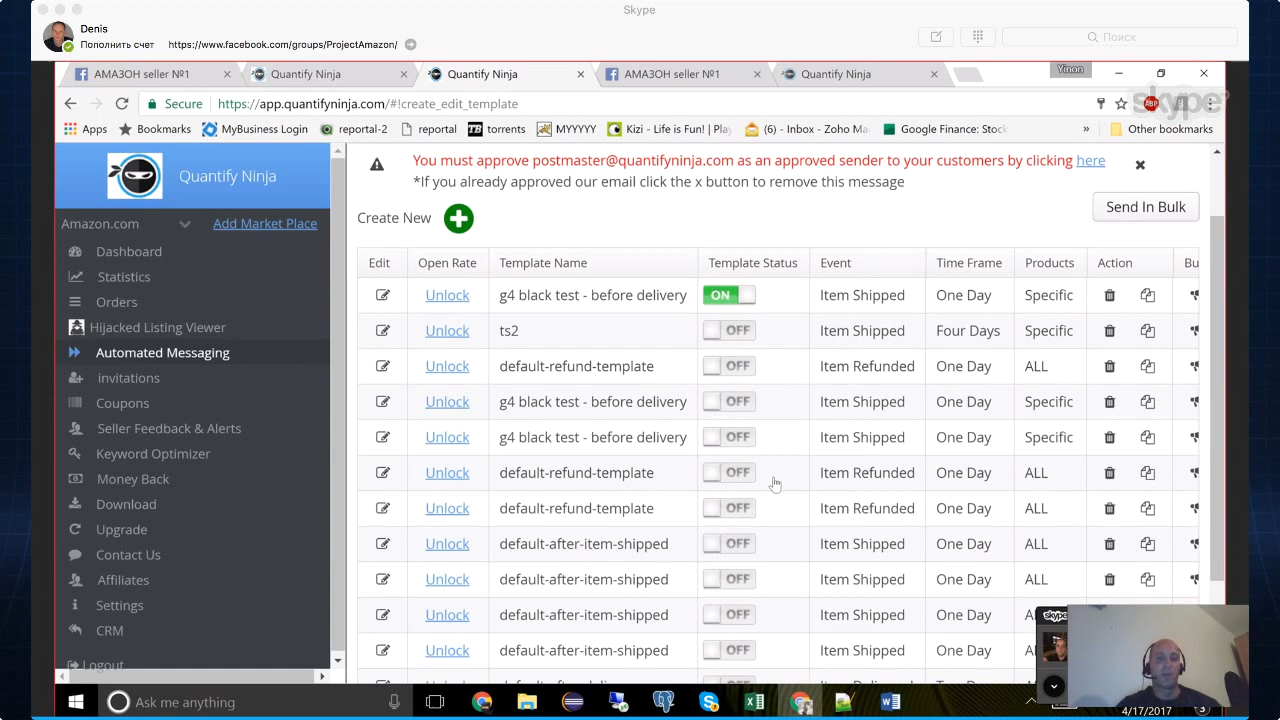 Skype
Denis
Пополнить счет https://www.facebook.com/groups/ProjectAmazon/
Поиск
АМАЗОН seller №1
Quantify Ninja
Quantify Ninja
АМАЗОН seller №1
Quantify Ninja
Yinon
Secure https://app.quantifyninja.com/#!create_edit_template
ABP
skype
Apps Bookmarks MyBusiness Login reportal-2 reportal torrents MYYYYY Kizi - Life is Fun! | Play (6) - Inbox - Zoho Ma Google Finance: Stoc » Other bookmarks
Quantify Ninja
You must approve postmaster@quantifyninja.com as an approved sender to your customers by clicking here
*If you already approved our email click the x button to remove this message
Create New
Send In Bulk
Amazon.com Add Market Place
Dashboard
Statistics
Orders
Hijacked Listing Viewer
Automated Messaging
invitations
Coupons
Seller Feedback & Alerts
Keyword Optimizer
Money Back
Download
Upgrade
Contact Us
Affiliates
Settings
CRM
Logout
Edit Open Rate Template Name Template Status Event Time Frame Products Action Bu
Unlock g4 black test - before delivery ON Item Shipped One Day Specific
Unlock ts2 OFF Item Shipped Four Days Specific
Unlock default-refund-template OFF Item Refunded One Day ALL
Unlock g4 black test - before delivery OFF Item Shipped One Day Specific
Unlock g4 black test - before delivery OFF Item Shipped One Day Specific
Unlock default-refund-template OFF Item Refunded One Day ALL
Unlock default-refund-template OFF Item Refunded One Day ALL
Unlock default-after-item-shipped OFF Item Shipped One Day ALL
Unlock default-after-item-shipped OFF Item Shipped One Day ALL
Unlock default-after-item-shipped OFF Item Shipped One Day
Unlock default-after-item-shipped OFF Item Shipped One Day
skype
Ask me anything
4/17/2017